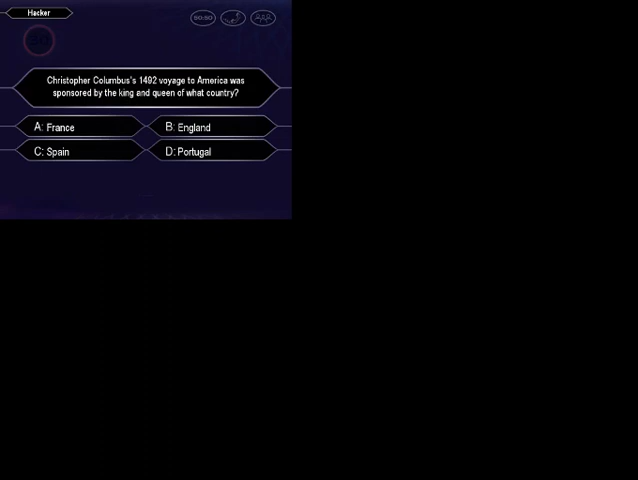 Hacker
50:50
Christopher Columbus's 1492 voyage to America was
sponsored by the king and queen of what country?
A: France
B: England
C: Spain
D: Portugal